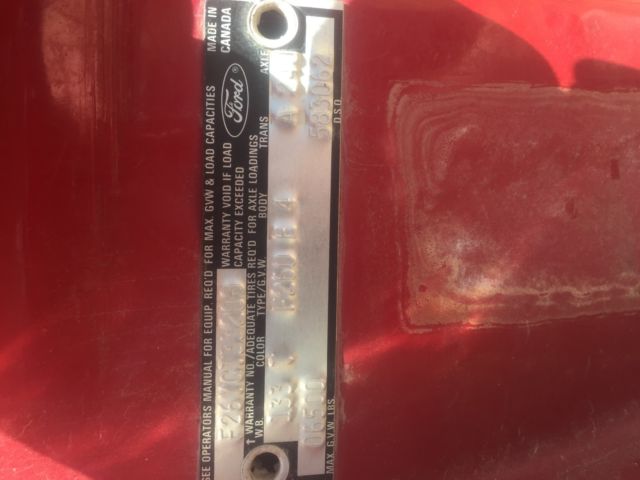 SEE OPERATORS MANUAL FOR EQUIP. REQ'D FOR MAX. GVW & LOAD CAPACITIES
MADE IN CANADA
WARRANTY VOID IF LOAD CAPACITY EXCEEDED
Ford
† WARRANTY NO./ADEQUATE TIRES REQ'D FOR AXLE LOADINGS
W.B. COLOR TYPE/G.V.W. BODY TRANS AXLE
133 F250
06500 583062
MAX. G.V.W. LBS. D.S.O.